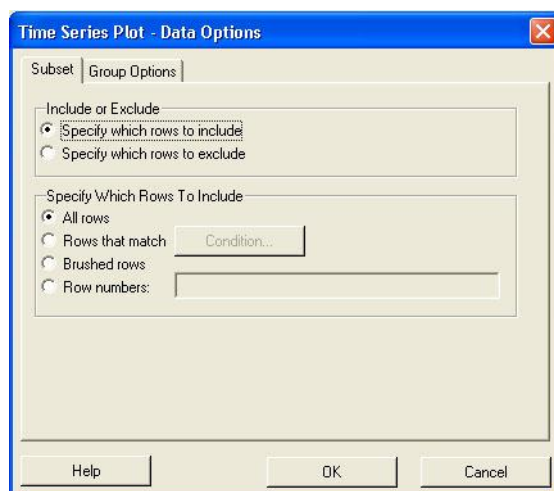 Time Series Plot - Data Options
Subset Group Options
Include or Exclude
Specify which rows to include
Specify which rows to exclude
Specify Which Rows To Include
All rows
Rows that match Condition...
Brushed rows
Row numbers:
Help OK Cancel